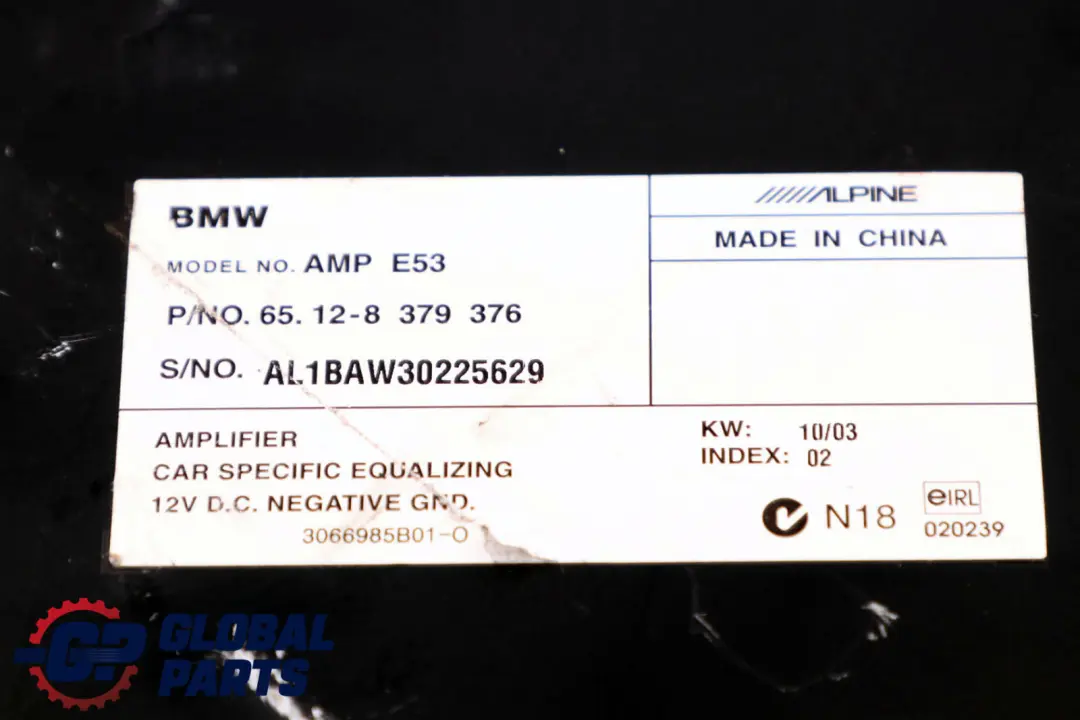 BMW
MODEL NO. AMP E53
P/NO. 65. 12-8 379 376
S/NO. AL1BAW30225629
ALPINE
MADE IN CHINA
AMPLIFIER
CAR SPECIFIC EQUALIZING
12V D.C. NEGATIVE GND.
3066985B01-O
KW: 10/03
INDEX: 02
N18
eIRL
020239
GP GLOBAL
PARTS